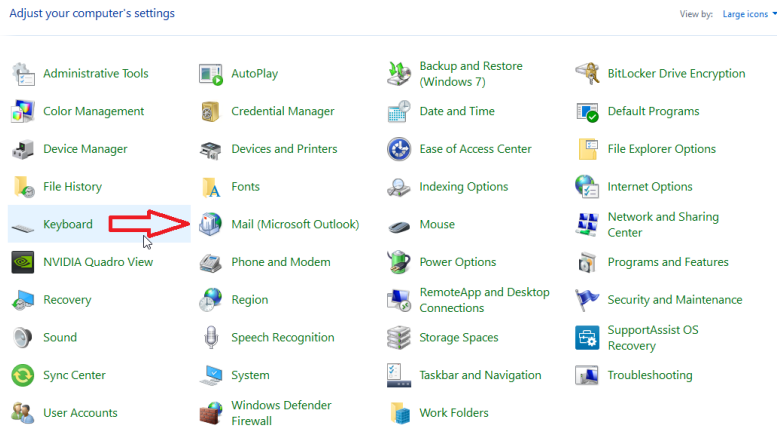 Adjust your computer's settings
View by: Large icons
Administrative Tools
AutoPlay
Backup and Restore
(Windows 7)
BitLocker Drive Encryption
Color Management
Credential Manager
Date and Time
Default Programs
Device Manager
Devices and Printers
Ease of Access Center
File Explorer Options
File History
Fonts
Indexing Options
Internet Options
Keyboard
Mail (Microsoft Outlook)
Mouse
Network and Sharing
Center
NVIDIA Quadro View
Phone and Modem
Power Options
Programs and Features
Recovery
Region
RemoteApp and Desktop
Connections
Security and Maintenance
Sound
Speech Recognition
Storage Spaces
SupportAssist OS
Recovery
Sync Center
System
Taskbar and Navigation
Troubleshooting
User Accounts
Windows Defender
Firewall
Work Folders